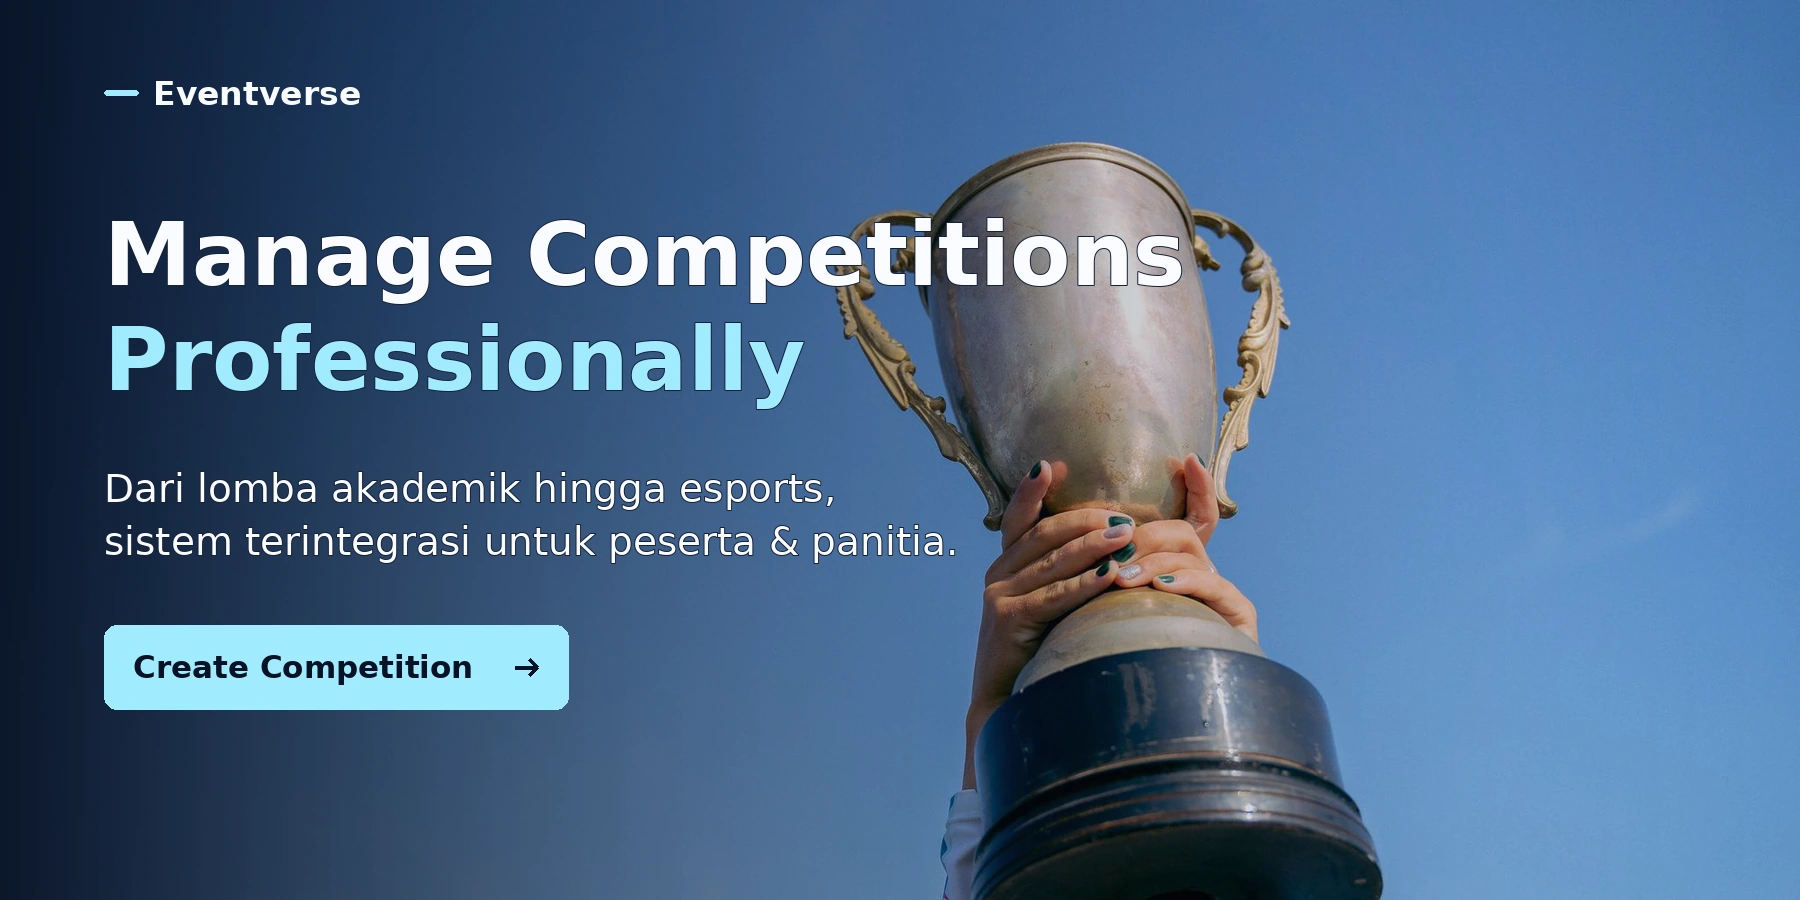 Eventverse
Manage Competitions
Professionally
Dari lomba akademik hingga esports,
sistem terintegrasi untuk peserta & panitia.
Create Competition →